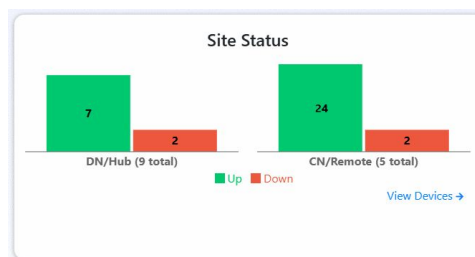 Site Status
7
2
24
2
DN/Hub (9 total)
CN/Remote (5 total)
Up
Down
View Devices →